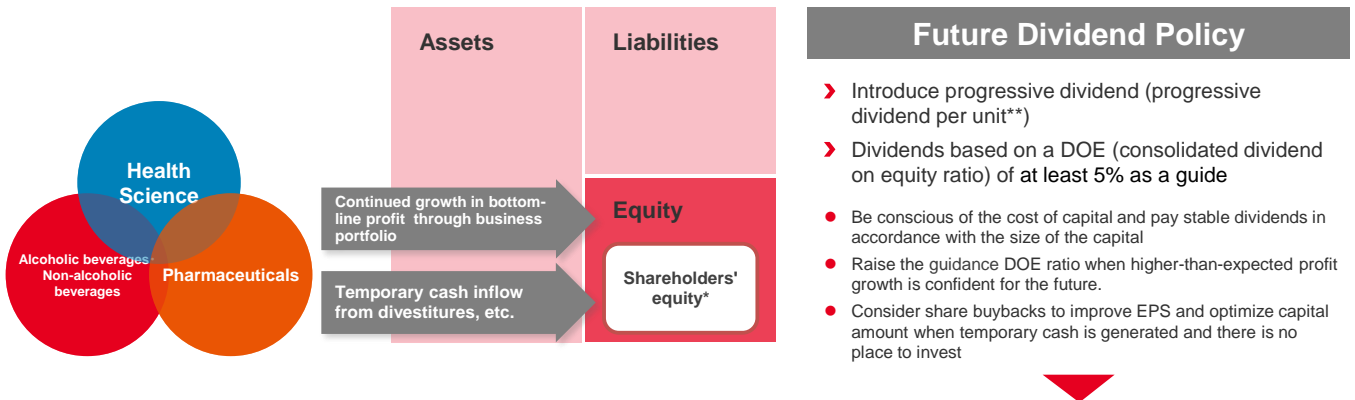 Health
Science
Alcoholic beverages·
Non-alcoholic
beverages
Pharmaceuticals
Assets
Liabilities
Continued growth in bottom-
line profit through business
portfolio
Temporary cash inflow
from divestitures, etc.
Equity
Shareholders'
equity*
Future Dividend Policy
Introduce progressive dividend (progressive
dividend per unit**)
Dividends based on a DOE (consolidated dividend
on equity ratio) of at least 5% as a guide
Be conscious of the cost of capital and pay stable dividends in
accordance with the size of the capital
Raise the guidance DOE ratio when higher-than-expected profit
growth is confident for the future.
Consider share buybacks to improve EPS and optimize capital
amount when temporary cash is generated and there is no
place to invest